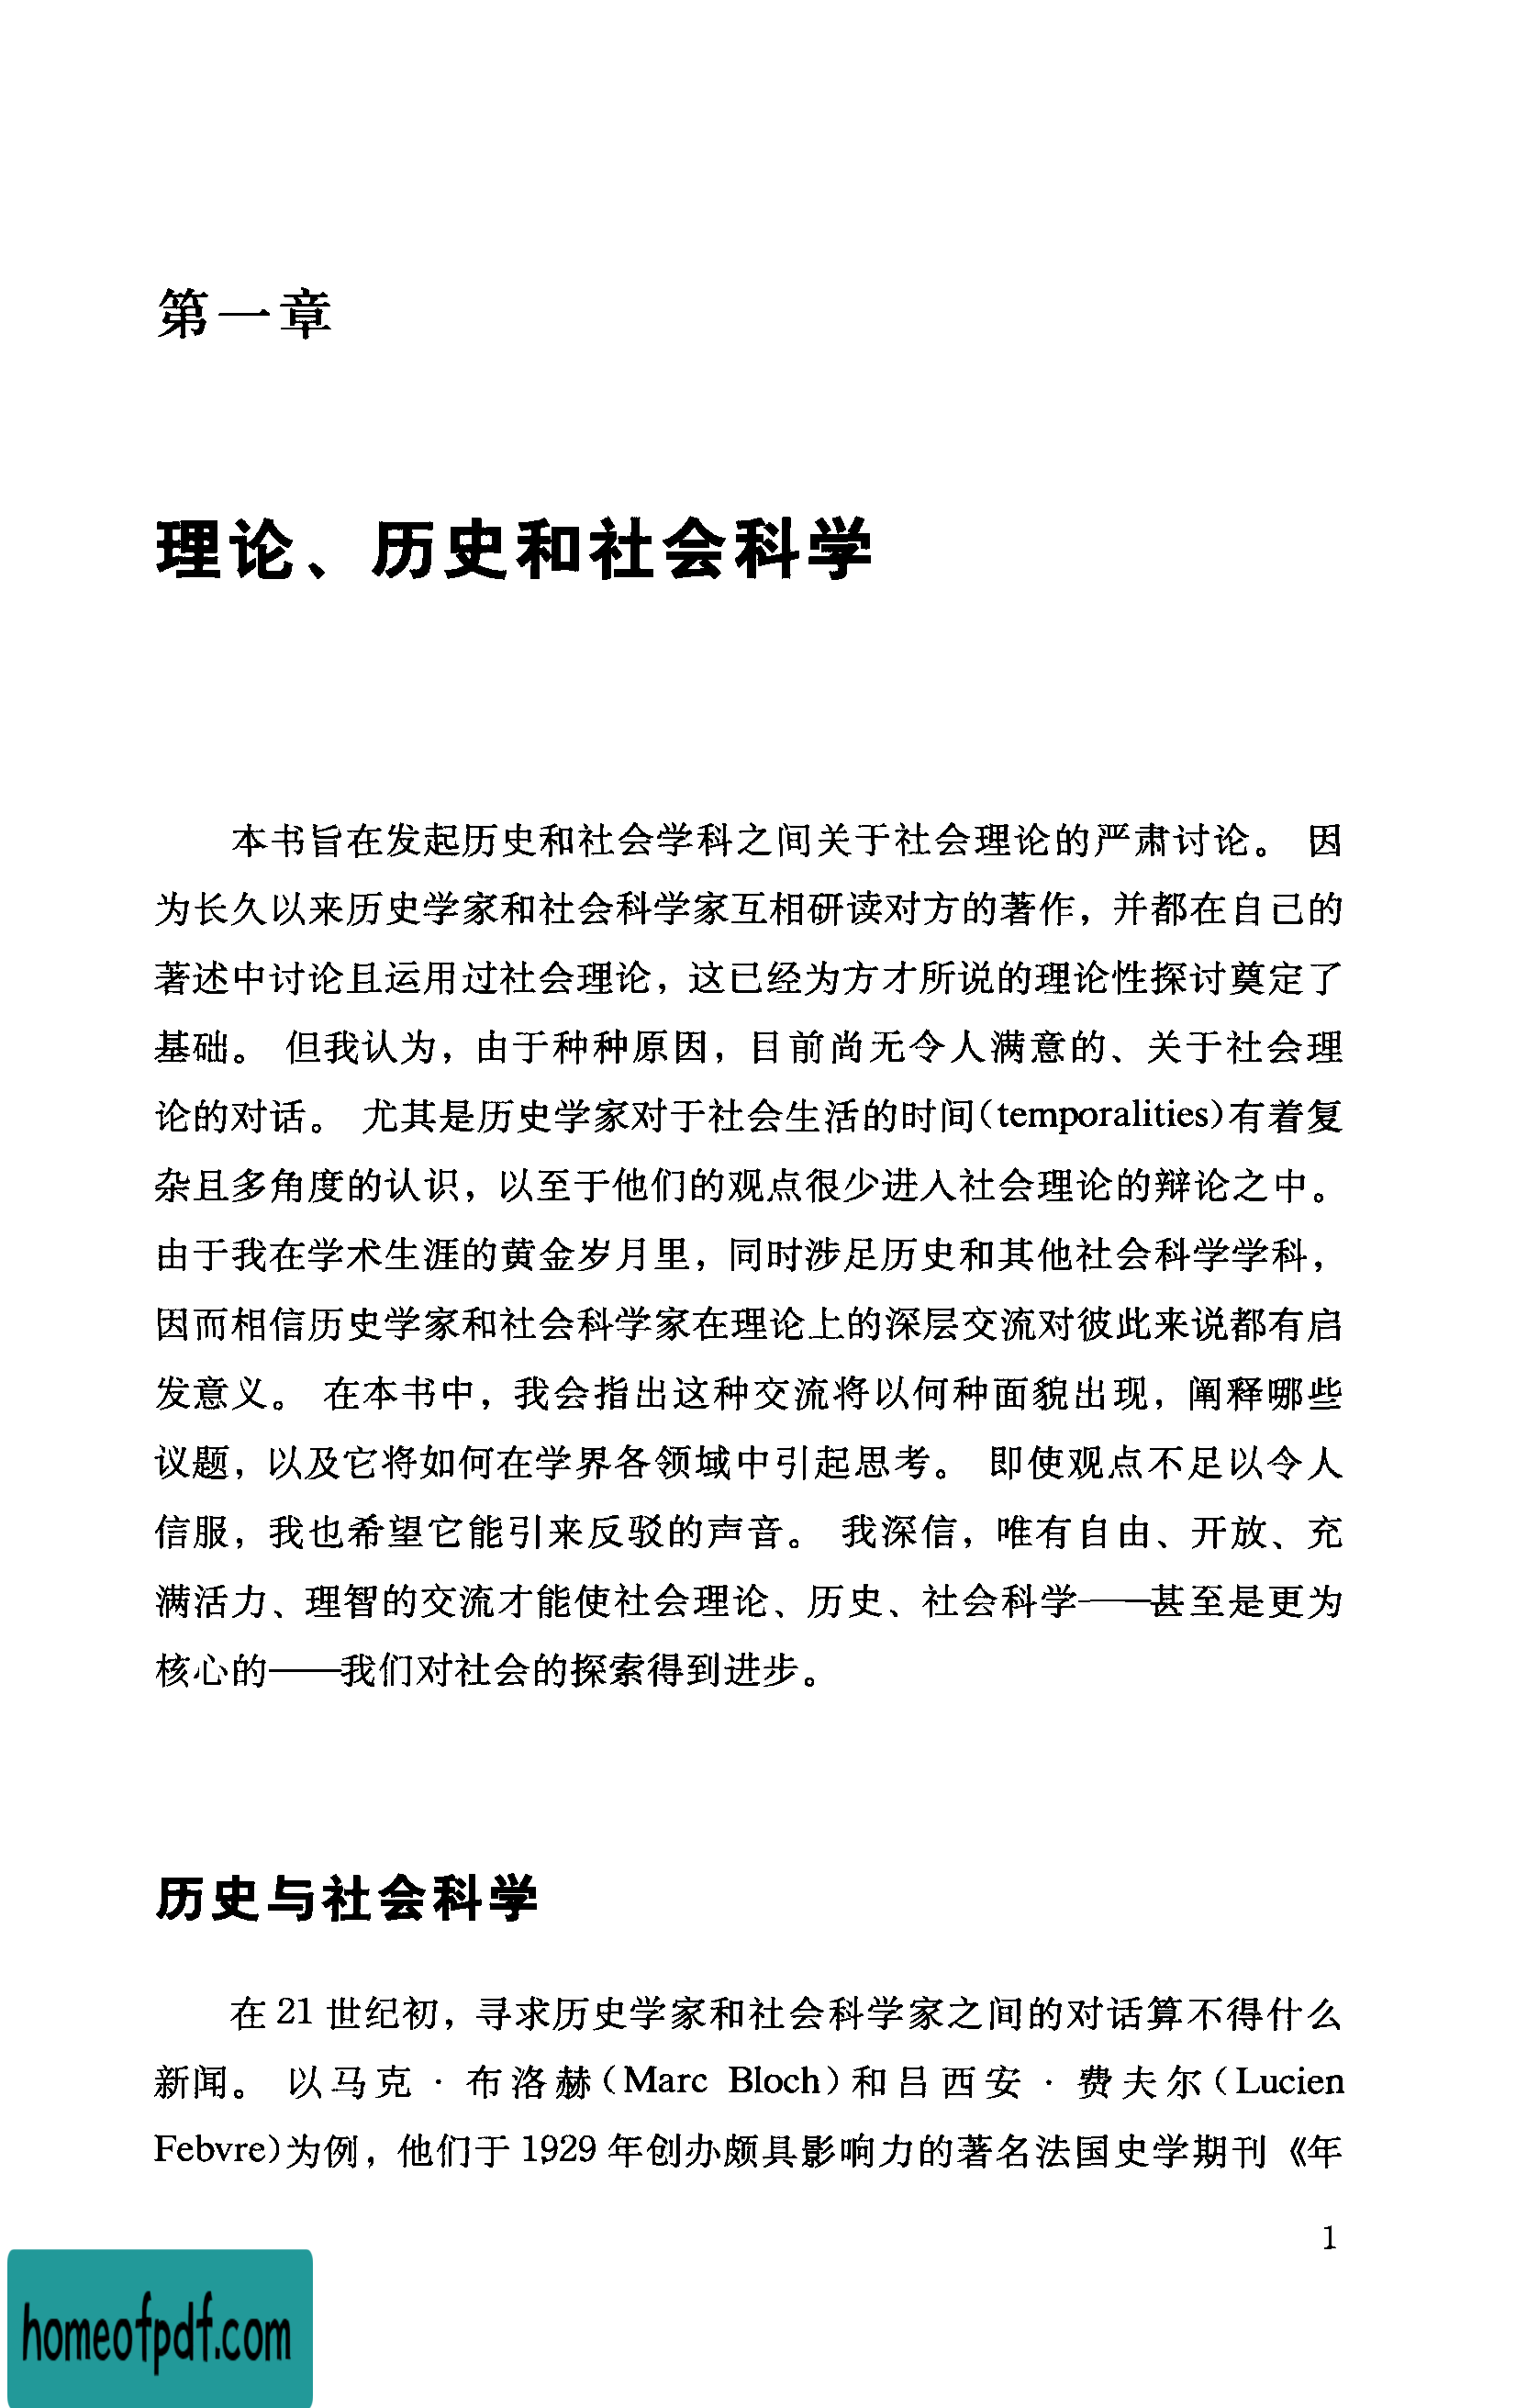 第一章
理论、历史和社会科学
本书旨在发起历史和社会学科之间关于社会理论的严肃讨论。 因
为长久以来历史学家和社会科学家互相研读对方的著作，并都在自己的
著述中讨论且运用过社会理论，这已经为方才所说的理论性探讨奠定了
基础。 但我认为，由于种种原因，目前尚无令人满意的、关于社会理
论的对话。 尤其是历史学家对于社会生活的时间(temporalities)有着复
杂且多角度的认识，以至于他们的观点很少进入社会理论的辩论之中。
由于我在学术生涯的黄金岁月里，同时涉足历史和其他社会科学学科，
因而相信历史学家和社会科学家在理论上的深层交流对彼此来说都有启
发意义。 在本书中，我会指出这种交流将以何种面貌出现，阐释哪些
议题，以及它将如何在学界各领域中引起思考。 即使观点不足以令人
信服，我也希望它能引来反驳的声音。 我深信，唯有自由、开放、充
满活力、理智的交流才能使社会理论、历史、社会科学——甚至是更为
核心的——我们对社会的探索得到进步。
历史与社会科学
在 21 世纪初，寻求历史学家和社会科学家之间的对话算不得什么
新闻。 以马克·布洛赫(Marc Bloch)和吕西安·费夫尔(Lucien
Febvre)为例，他们于 1929 年创办颇具影响力的著名法国史学期刊《年
1
homeofpdf.com